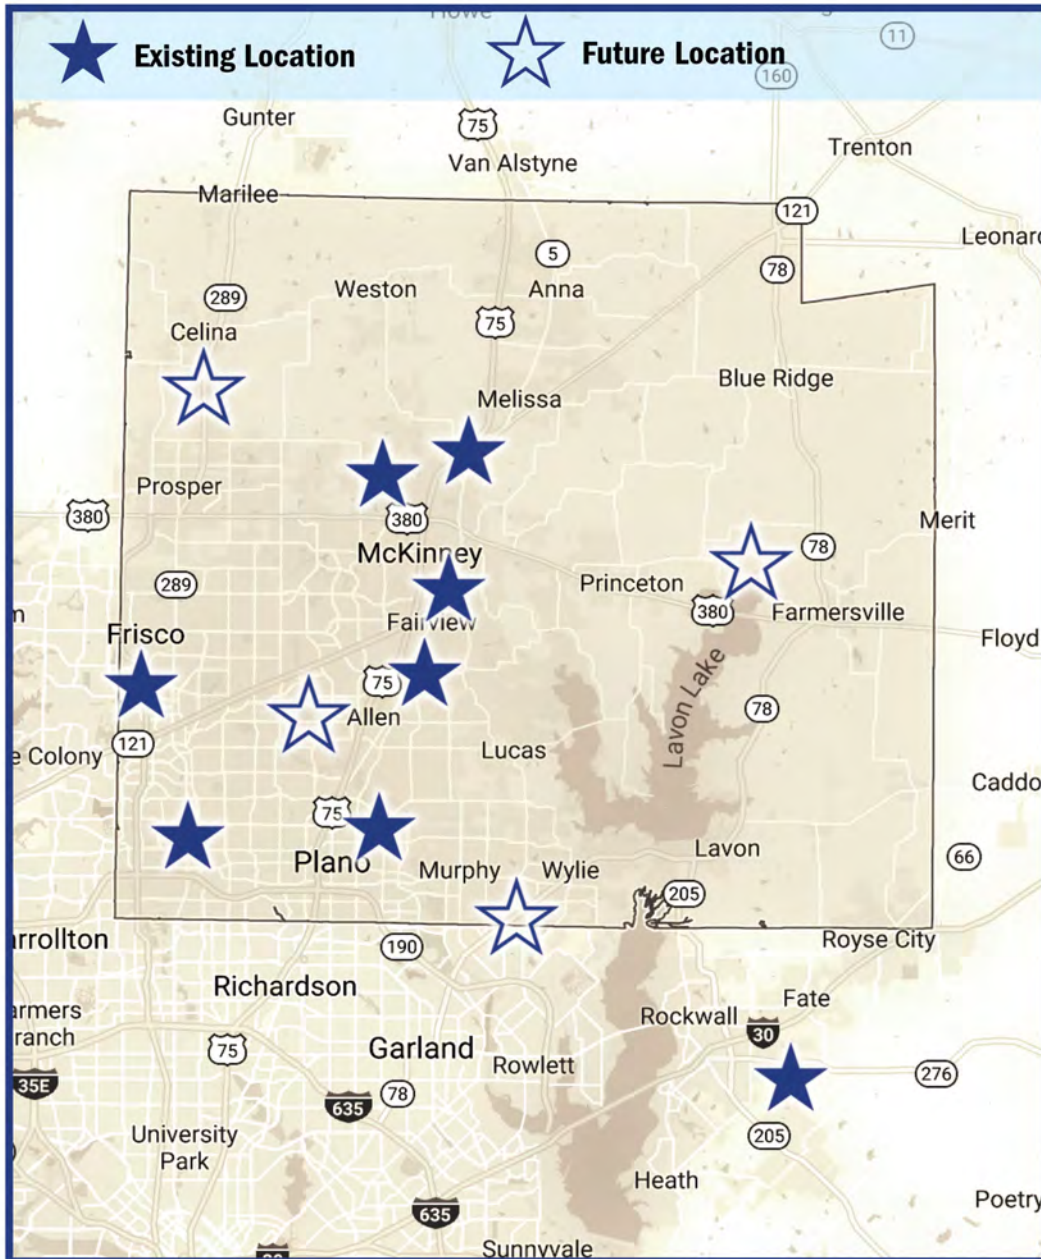 Howe
11
Existing Location
Future Location
160
Gunter
75
Van Alstyne
Trenton
Marilee
121
Leonard
5
78
289
Weston
Anna
75
Celina
Blue Ridge
Melissa
Prosper
380
380
Merit
McKinney
78
289
Princeton
380
Farmersville
Fairview
Frisco
Floyd
75
Lavon Lake
78
Allen
121
e Colony
Lucas
Caddo
75
Plano
Lavon
66
Murphy
Wylie
205
arrollton
190
Royse City
Richardson
Fate
armers
ranch
Rockwall
30
75
Garland
Rowlett
276
35E
78
635
University
Park
205
Heath
Poetry
635
Sunnyvale